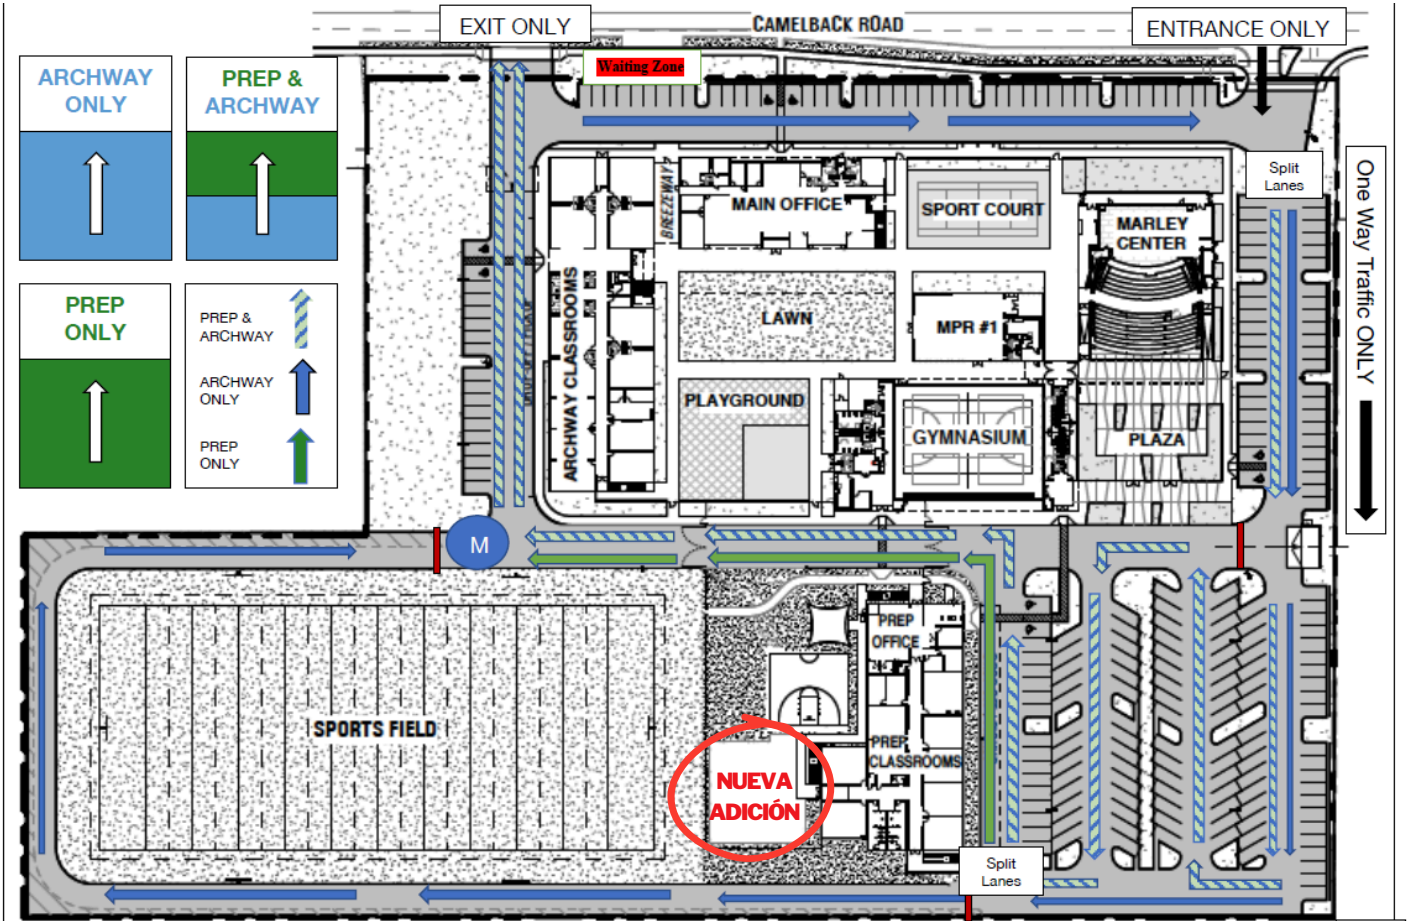 EXIT ONLY
CAMELBACK ROAD
ENTRANCE ONLY
Waiting Zone
ARCHWAY
ONLY
PREP &
ARCHWAY
PREP
ONLY
PREP &
ARCHWAY
ARCHWAY
ONLY
PREP
ONLY
Split
Lanes
One Way Traffic ONLY
BREEZEWAY
MAIN OFFICE
SPORT COURT
MARLEY
CENTER
ARCHWAY CLASSROOMS
LAWN
MPR #1
PLAYGROUND
GYMNASIUM
PLAZA
M
PREP
OFFICE
SPORTS FIELD
PREP
CLASSROOMS
NUEVA
ADICIÓN
Split
Lanes